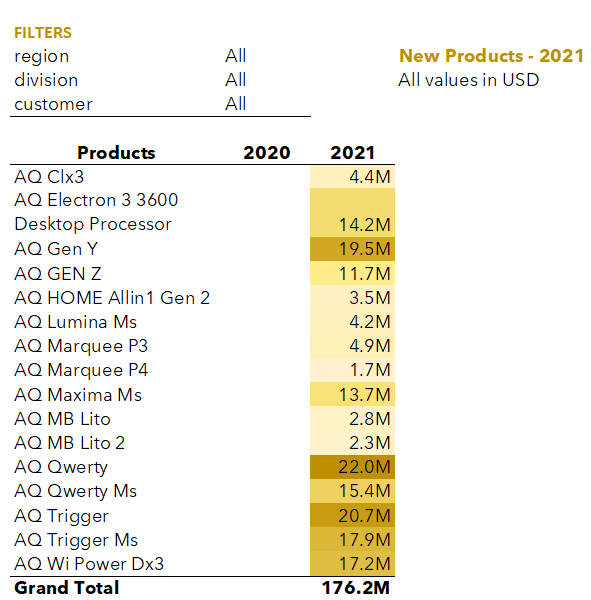 FILTERS
region All New Products - 2021
division All All values in USD
customer All
Products 2020 2021
AQ Clx3 4.4M
AQ Electron 3 3600
Desktop Processor 14.2M
AQ Gen Y 19.5M
AQ GEN Z 11.7M
AQ HOME Allin1 Gen 2 3.5M
AQ Lumina Ms 4.2M
AQ Marquee P3 4.9M
AQ Marquee P4 1.7M
AQ Maxima Ms 13.7M
AQ MB Lito 2.8M
AQ MB Lito 2 2.3M
AQ Qwerty 22.0M
AQ Qwerty Ms 15.4M
AQ Trigger 20.7M
AQ Trigger Ms 17.9M
AQ Wi Power Dx3 17.2M
Grand Total 176.2M